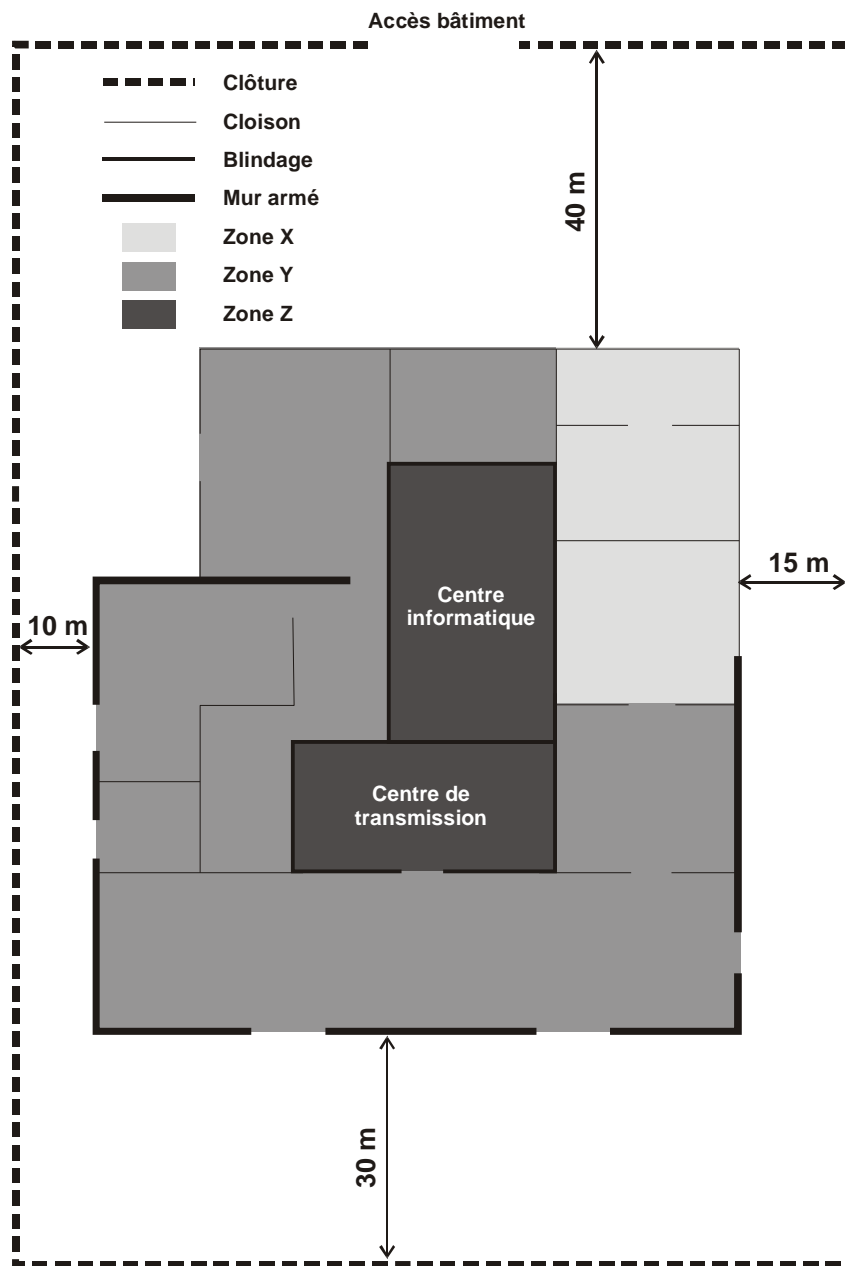 Accès bâtiment
Clôture
Cloison
Blindage
Mur armé
Zone X
Zone Y
Zone Z
40 m
15 m
10 m
Centre
informatique
Centre de
transmission
30 m